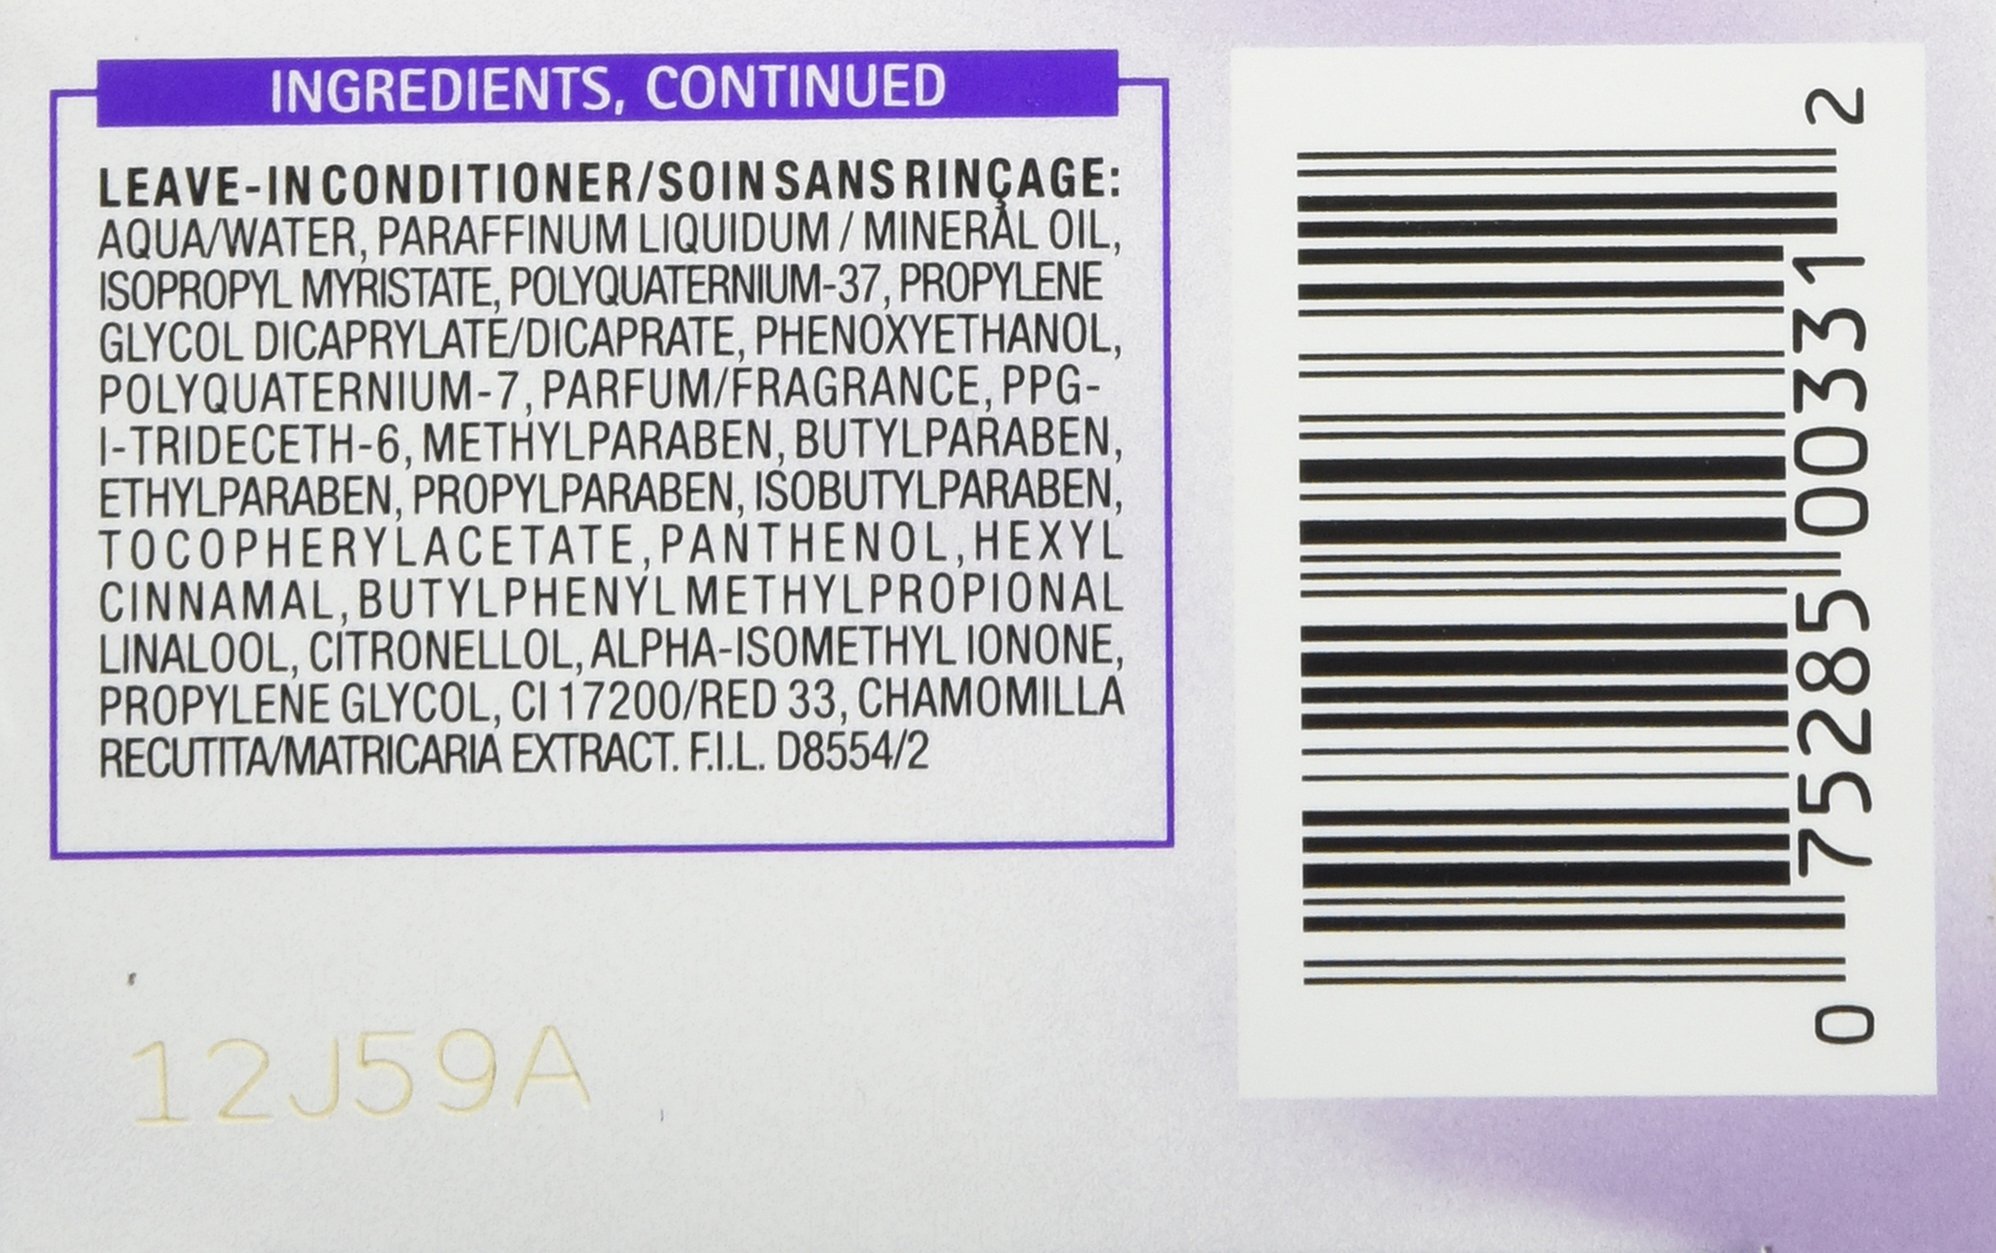 INGREDIENTS, CONTINUED
LEAVE-IN CONDITIONER/SOIN SANS RINÇAGE:
AQUA/WATER, PARAFFINUM LIQUIDUM / MINERAL OIL,
ISOPROPYL MYRISTATE, POLYQUATERNIUM-37, PROPYLENE
GLYCOL DICAPRYLATE/DICAPRATE, PHENOXYETHANOL,
POLYQUATERNIUM-7, PARFUM/FRAGRANCE, PPG-
I-TRIDECETH-6, METHYLPARABEN, BUTYLPARABEN,
ETHYLPARABEN, PROPYLPARABEN, ISOBUTYLPARABEN,
TOCOPHERYL ACETATE, PANTHENOL, HEXYL
CINNAMAL, BUTYLPHENYL METHYLPROPIONAL
LINALOOL, CITRONELLOL, ALPHA-ISOMETHYL IONONE,
PROPYLENE GLYCOL, CI 17200/RED 33, CHAMOMILLA
RECUTITA/MATRICARIA EXTRACT. F.I.L. D8554/2
12J59A
0 75285 00331 2